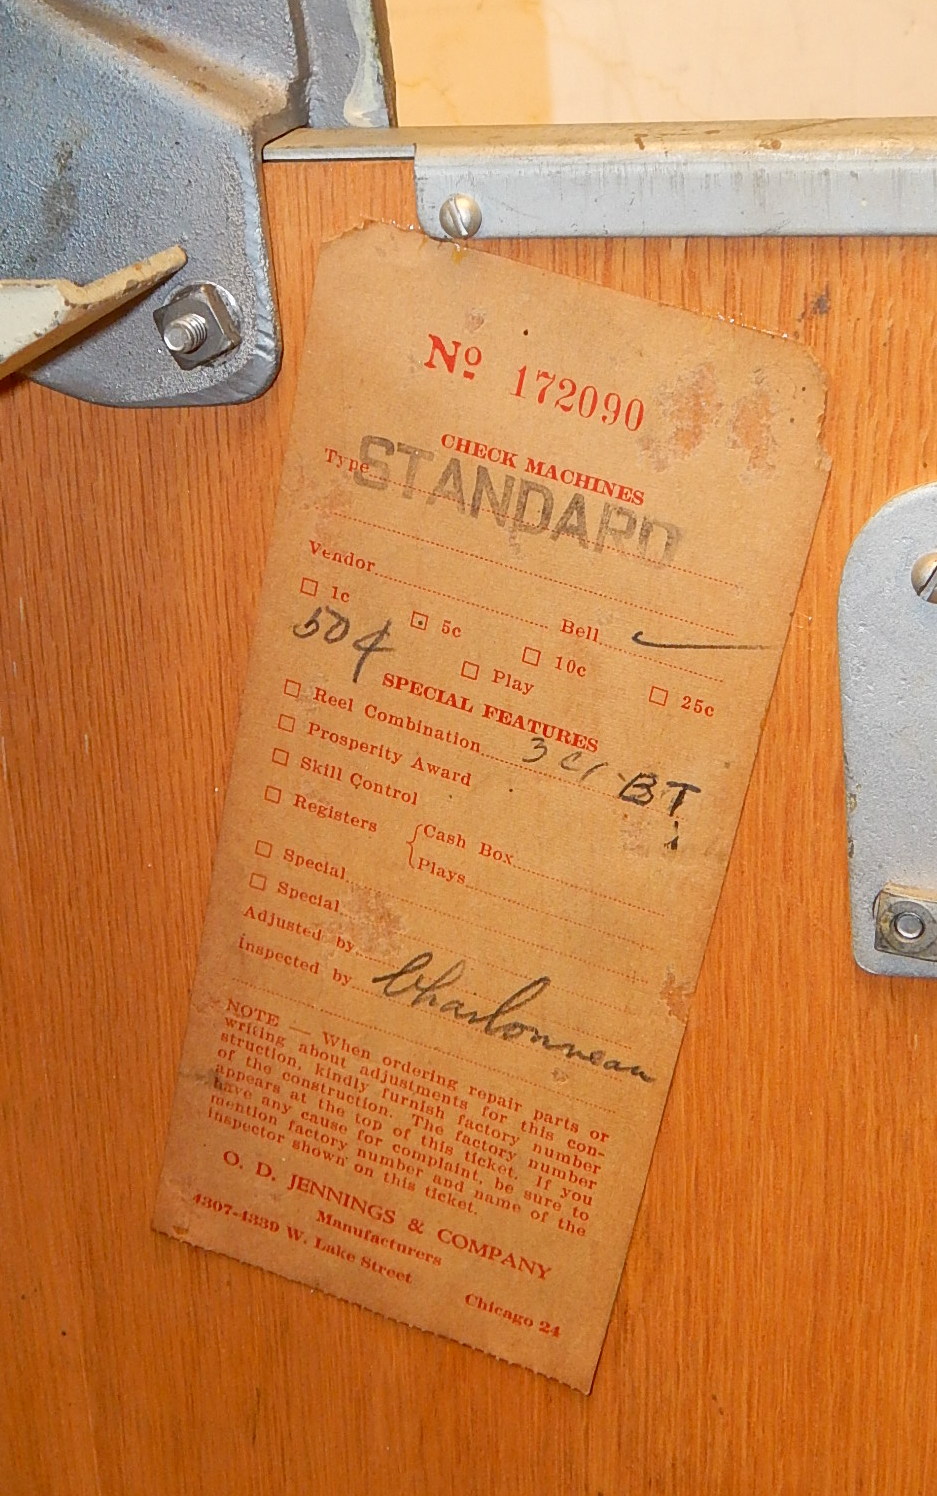 No 172090
CHECK MACHINES
Type STANDARD
Vendor Bell
1c 5c 10c 25c
50¢ Play
SPECIAL FEATURES
Reel Combination 3 BT
Prosperity Award
Skill Control
Registers { Cash Box
Plays
Special
Special
Adjusted by
Inspected by Charlonneau
NOTE — When ordering repair parts or
writing about adjustments for this con-
struction, kindly furnish factory number
of the construction. The factory number
appears at the top of this ticket. If you
have any cause for complaint, be sure to
mention factory number and name of the
inspector shown on this ticket.
O. D. JENNINGS & COMPANY
Manufacturers
4307-4339 W. Lake Street
Chicago 24